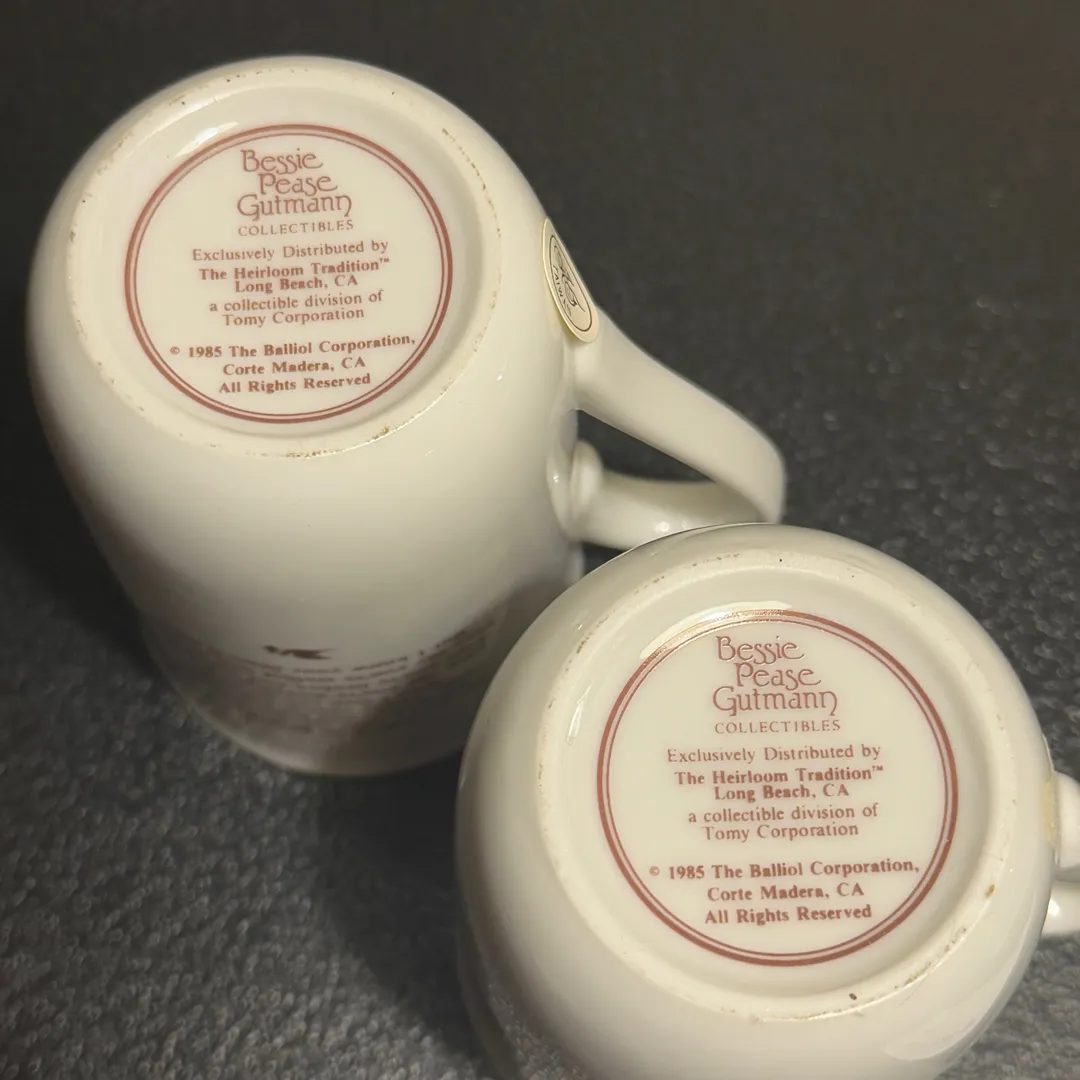 Bessie
Pease
Gutmann
COLLECTIBLES
Exclusively Distributed by
The Heirloom Tradition™
Long Beach, CA
a collectible division of
Tomy Corporation
© 1985 The Balliol Corporation,
Corte Madera, CA
All Rights Reserved
TAIWAN
Bessie
Pease
Gutmann
COLLECTIBLES
Exclusively Distributed by
The Heirloom Tradition™
Long Beach, CA
a collectible division of
Tomy Corporation
© 1985 The Balliol Corporation,
Corte Madera, CA
All Rights Reserved